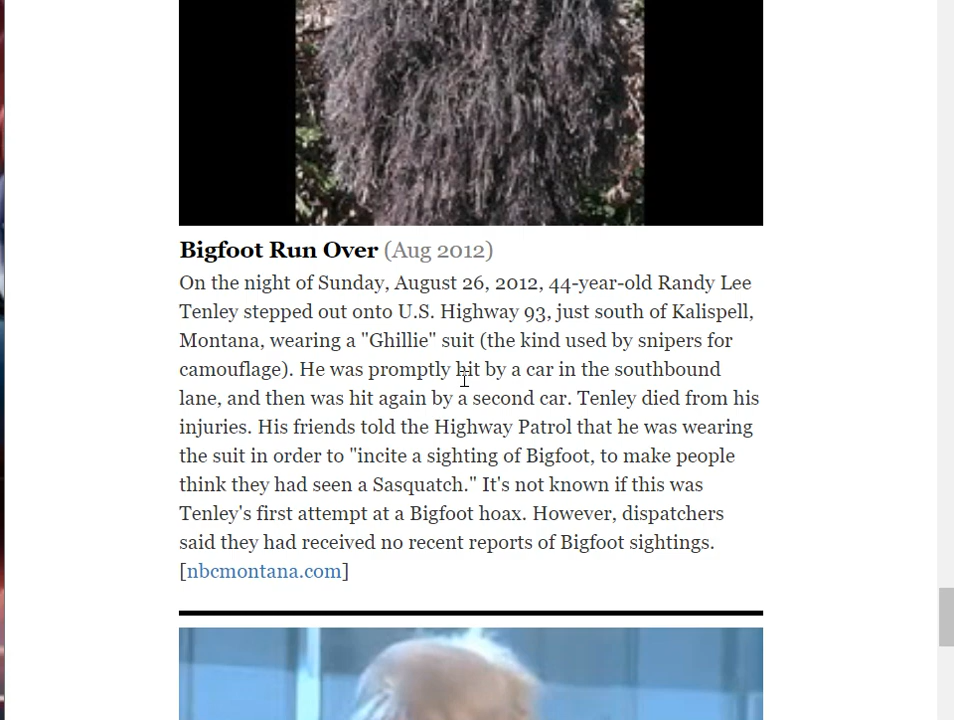 Bigfoot Run Over (Aug 2012)
On the night of Sunday, August 26, 2012, 44-year-old Randy Lee
Tenley stepped out onto U.S. Highway 93, just south of Kalispell,
Montana, wearing a "Ghillie" suit (the kind used by snipers for
camouflage). He was promptly hit by a car in the southbound
lane, and then was hit again by a second car. Tenley died from his
injuries. His friends told the Highway Patrol that he was wearing
the suit in order to "incite a sighting of Bigfoot, to make people
think they had seen a Sasquatch." It's not known if this was
Tenley's first attempt at a Bigfoot hoax. However, dispatchers
said they had received no recent reports of Bigfoot sightings.
[nbcmontana.com]